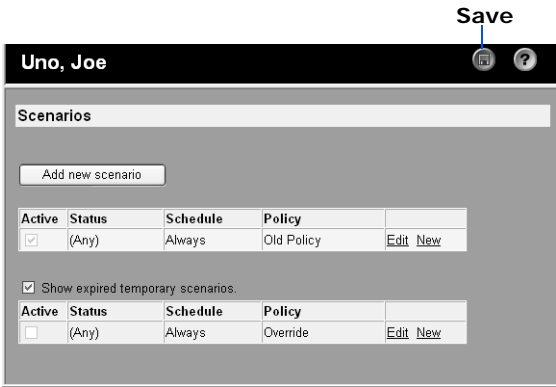 Save
Uno, Joe
?
Scenarios
Add new scenario
Active Status Schedule Policy
(Any) Always Old Policy Edit New
Show expired temporary scenarios.
Active Status Schedule Policy
(Any) Always Override Edit New